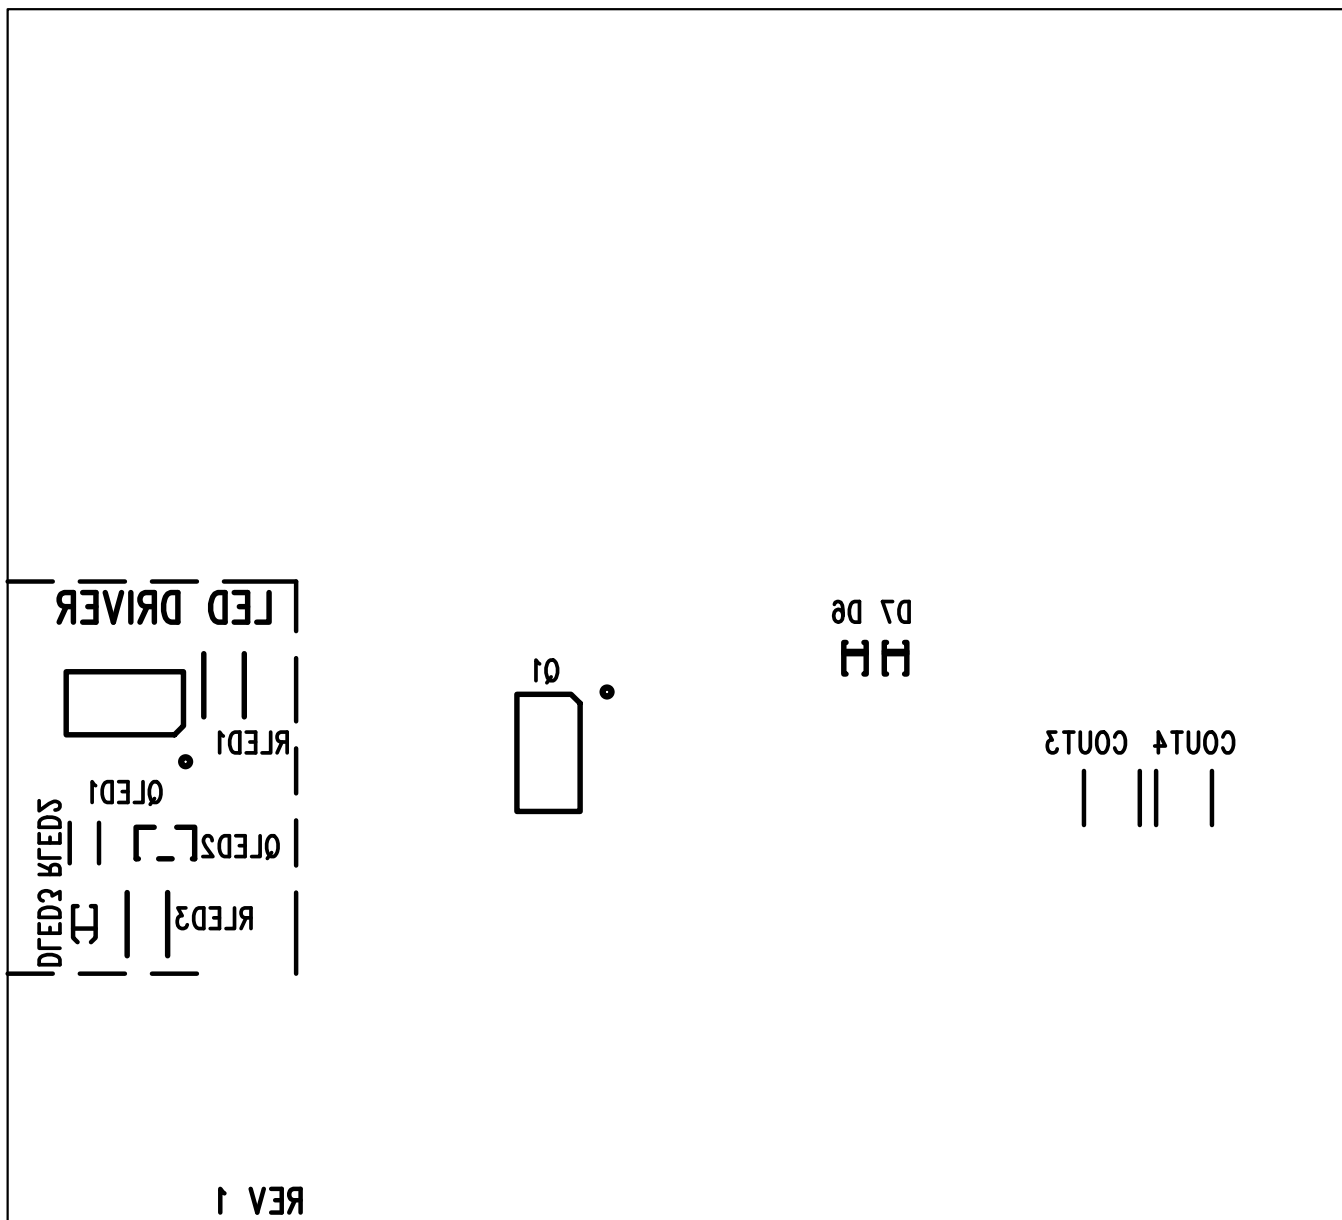 LED DRIVER
D7 D6
Q1
RLED1
COUT4 COUT3
QLED1
DLED3 RLED2
QLED2
RLED3
REV 1